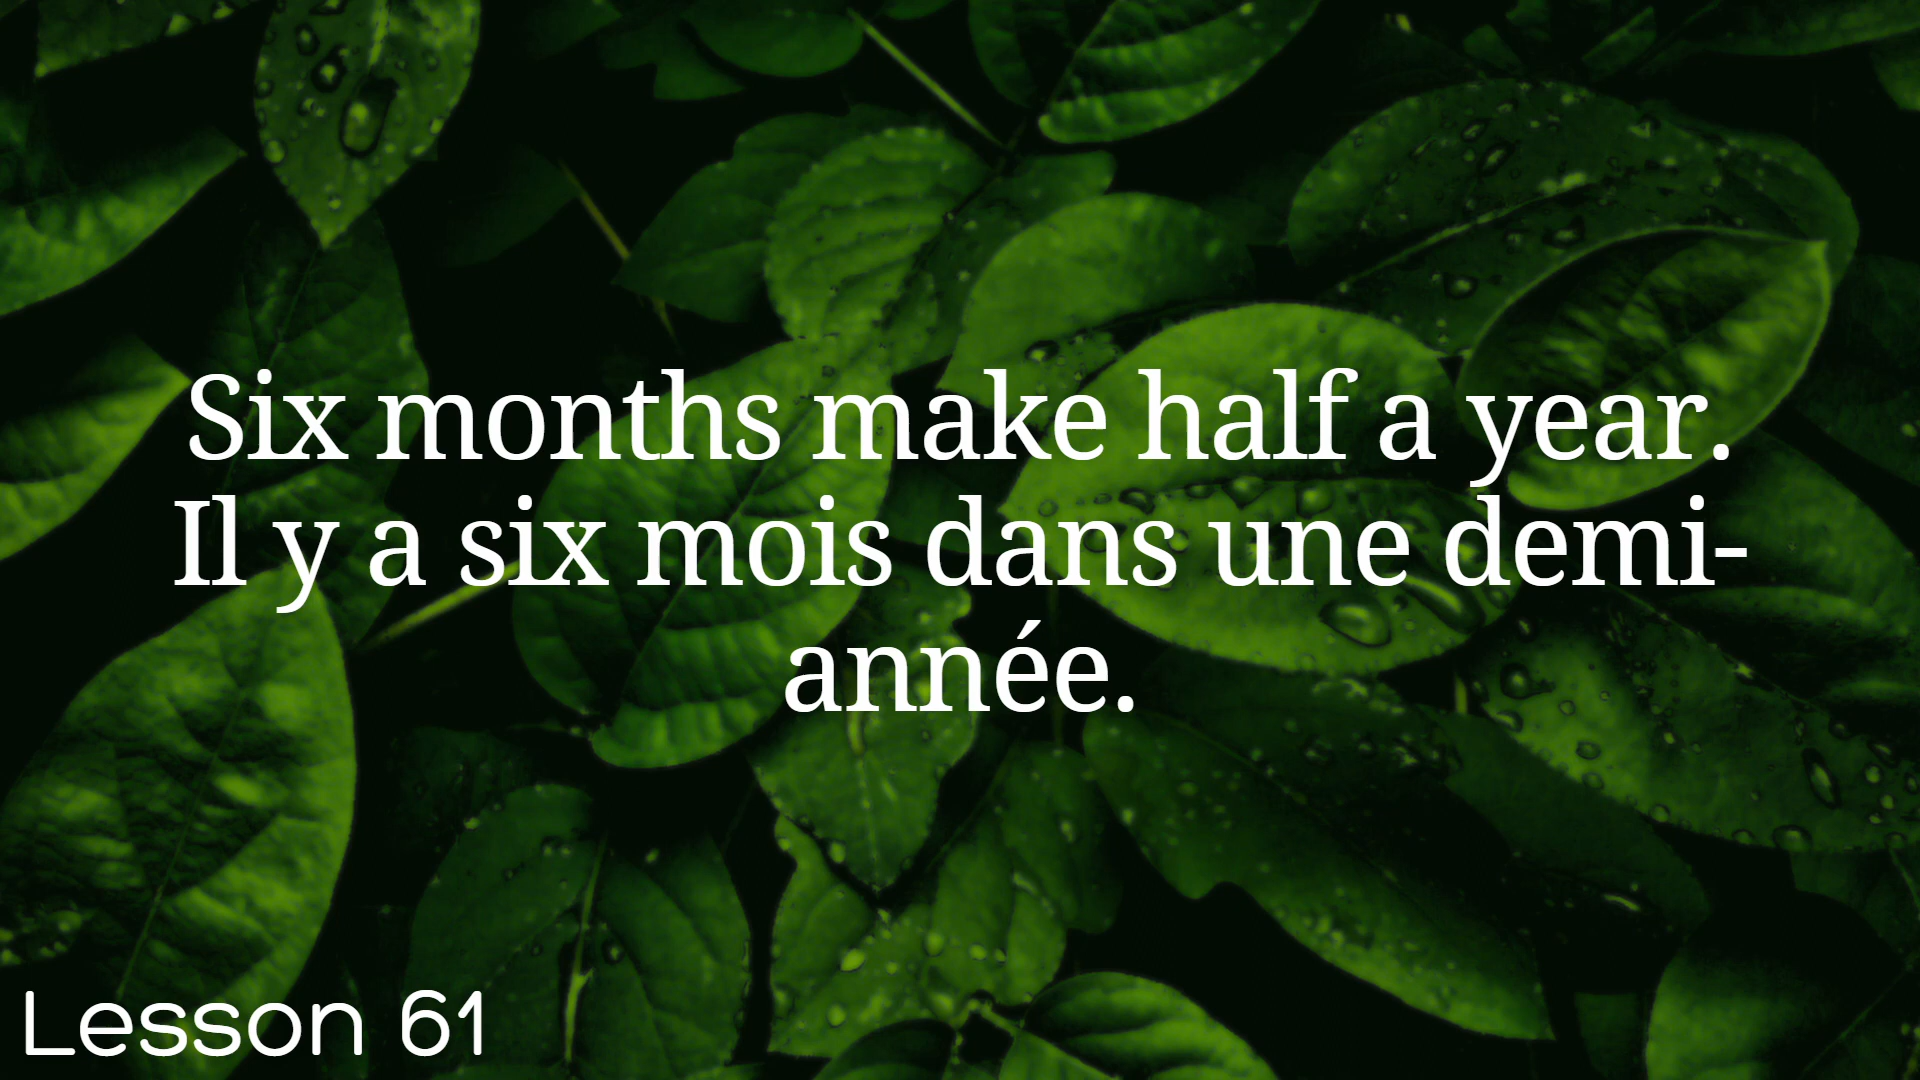 Six months make half a year.
Il y a six mois dans une demi-
année.
Lesson 61